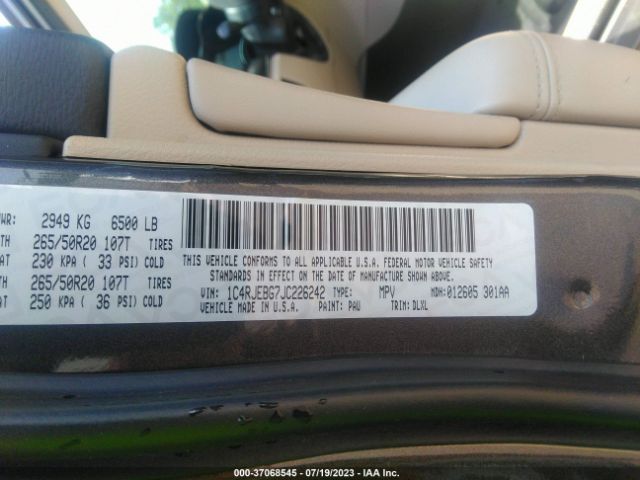 WR: 2949 KG 6500 LB
TH 265/50R20 107T TIRES
AT 230 KPA ( 33 PSI) COLD
TH 265/50R20 107T TIRES
AT 250 KPA ( 36 PSI) COLD
THIS VEHICLE CONFORMS TO ALL APPLICABLE U.S.A. FEDERAL MOTOR VEHICLE SAFETY
STANDARDS IN EFFECT ON THE DATE OF MANUFACTURE SHOWN ABOVE.
VIN: 1C4RJEBG7JC226242 TYPE: MPV MDH: 012605 301AA
VEHICLE MADE IN U.S.A. PAINT: PAU TRIM: DLXL
000-37068545 / 07/19/2023 - IAA Inc.